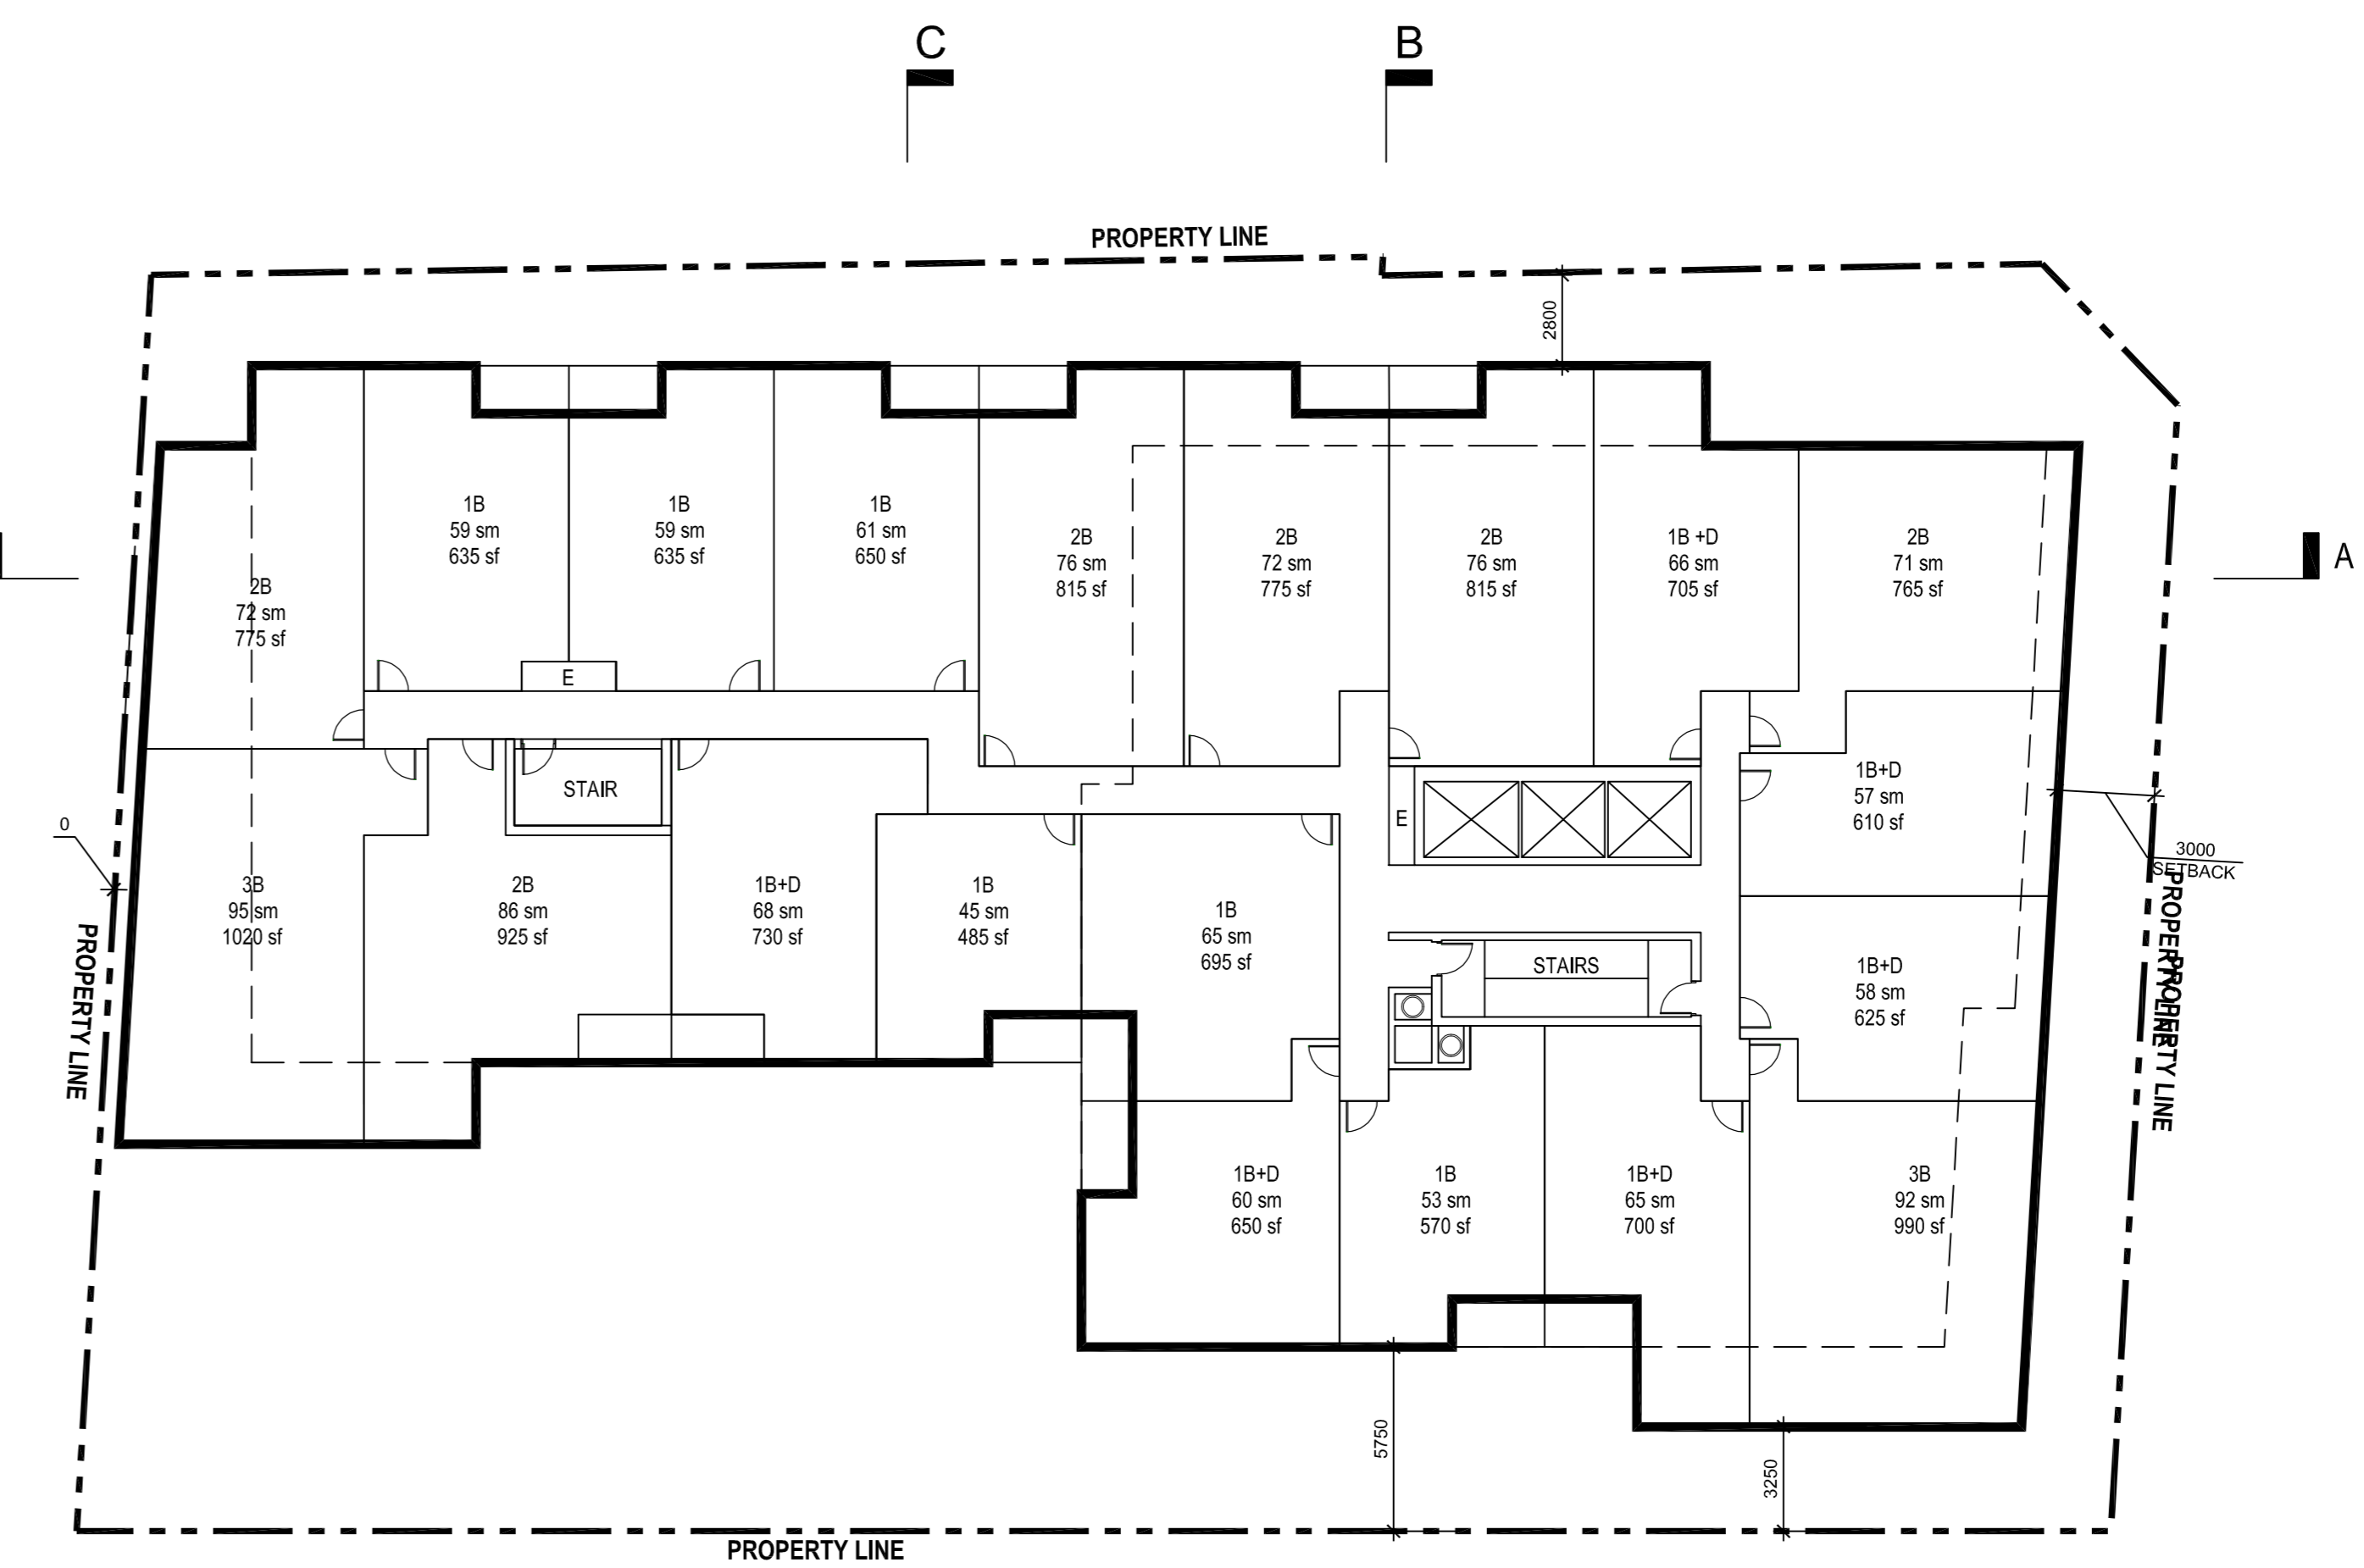 C
B
PROPERTY LINE
2800
A
1B
59 sm
635 sf
1B
59 sm
635 sf
1B
61 sm
650 sf
2B
76 sm
815 sf
2B
72 sm
775 sf
2B
76 sm
815 sf
1B +D
66 sm
705 sf
2B
71 sm
765 sf
2B
72 sm
775 sf
E
STAIR
E
1B+D
57 sm
610 sf
0
3000
SETBACK
3B
95 sm
1020 sf
2B
86 sm
925 sf
1B+D
68 sm
730 sf
1B
45 sm
485 sf
1B
65 sm
695 sf
STAIRS
1B+D
58 sm
625 sf
PROPERTY LINE
PROPERTY LINE
PROPERTY LINE
1B+D
60 sm
650 sf
1B
53 sm
570 sf
1B+D
65 sm
700 sf
3B
92 sm
990 sf
5750
3250
PROPERTY LINE